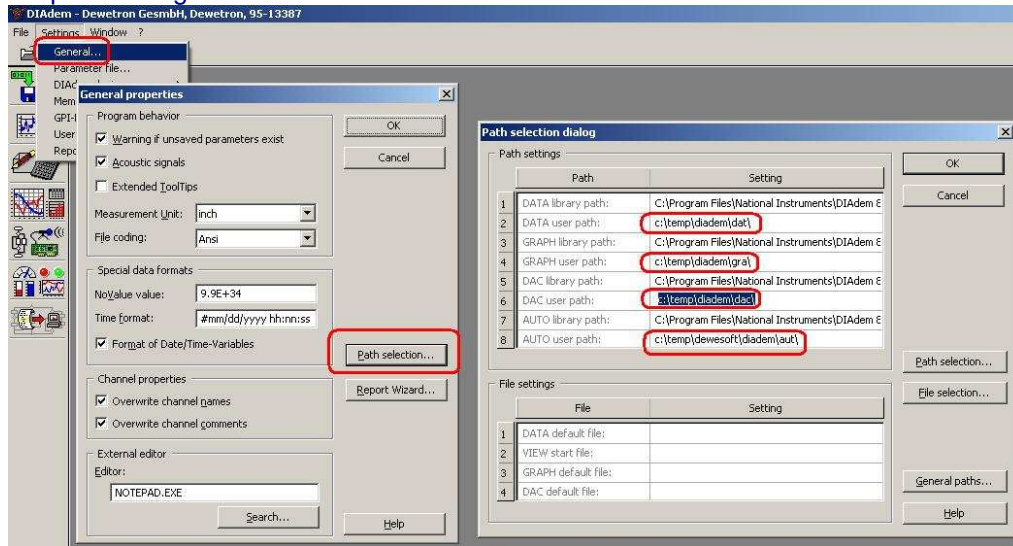 DIAdem - Dewetron GesmbH, Dewetron, 95-13387
File Settings Window ?
General...
Parameter file...
DIAd
Mem
GPI-I
User
Repo
General properties
Program behavior
Warning if unsaved parameters exist
Acoustic signals
Extended ToolTips
Measurement Unit: inch
File coding: Ansi
Special data formats
NoValue value: 9.9E+34
Time format: #mm/dd/yyyy hh:nn:ss
Format of Date/Time-Variables
Channel properties
Overwrite channel names
Overwrite channel comments
External editor
Editor:
NOTEPAD.EXE
Search...
OK
Cancel
Path selection...
Report Wizard...
Help
Path selection dialog
Path settings
Path Setting
1 DATA library path: C:\Program Files\National Instruments\DIAdem 8
2 DATA user path: c:\temp\diadem\dat\
3 GRAPH library path: C:\Program Files\National Instruments\DIAdem 8
4 GRAPH user path: c:\temp\diadem\gra\
5 DAC library path: C:\Program Files\National Instruments\DIAdem 8
6 DAC user path: c:\temp\diadem\dac\
7 AUTO library path: C:\Program Files\National Instruments\DIAdem 8
8 AUTO user path: c:\temp\dewesoft\diadem\aut\
File settings
File Setting
1 DATA default file:
2 VIEW start file:
3 GRAPH default file:
4 DAC default file:
OK
Cancel
Path selection...
File selection...
General paths...
Help